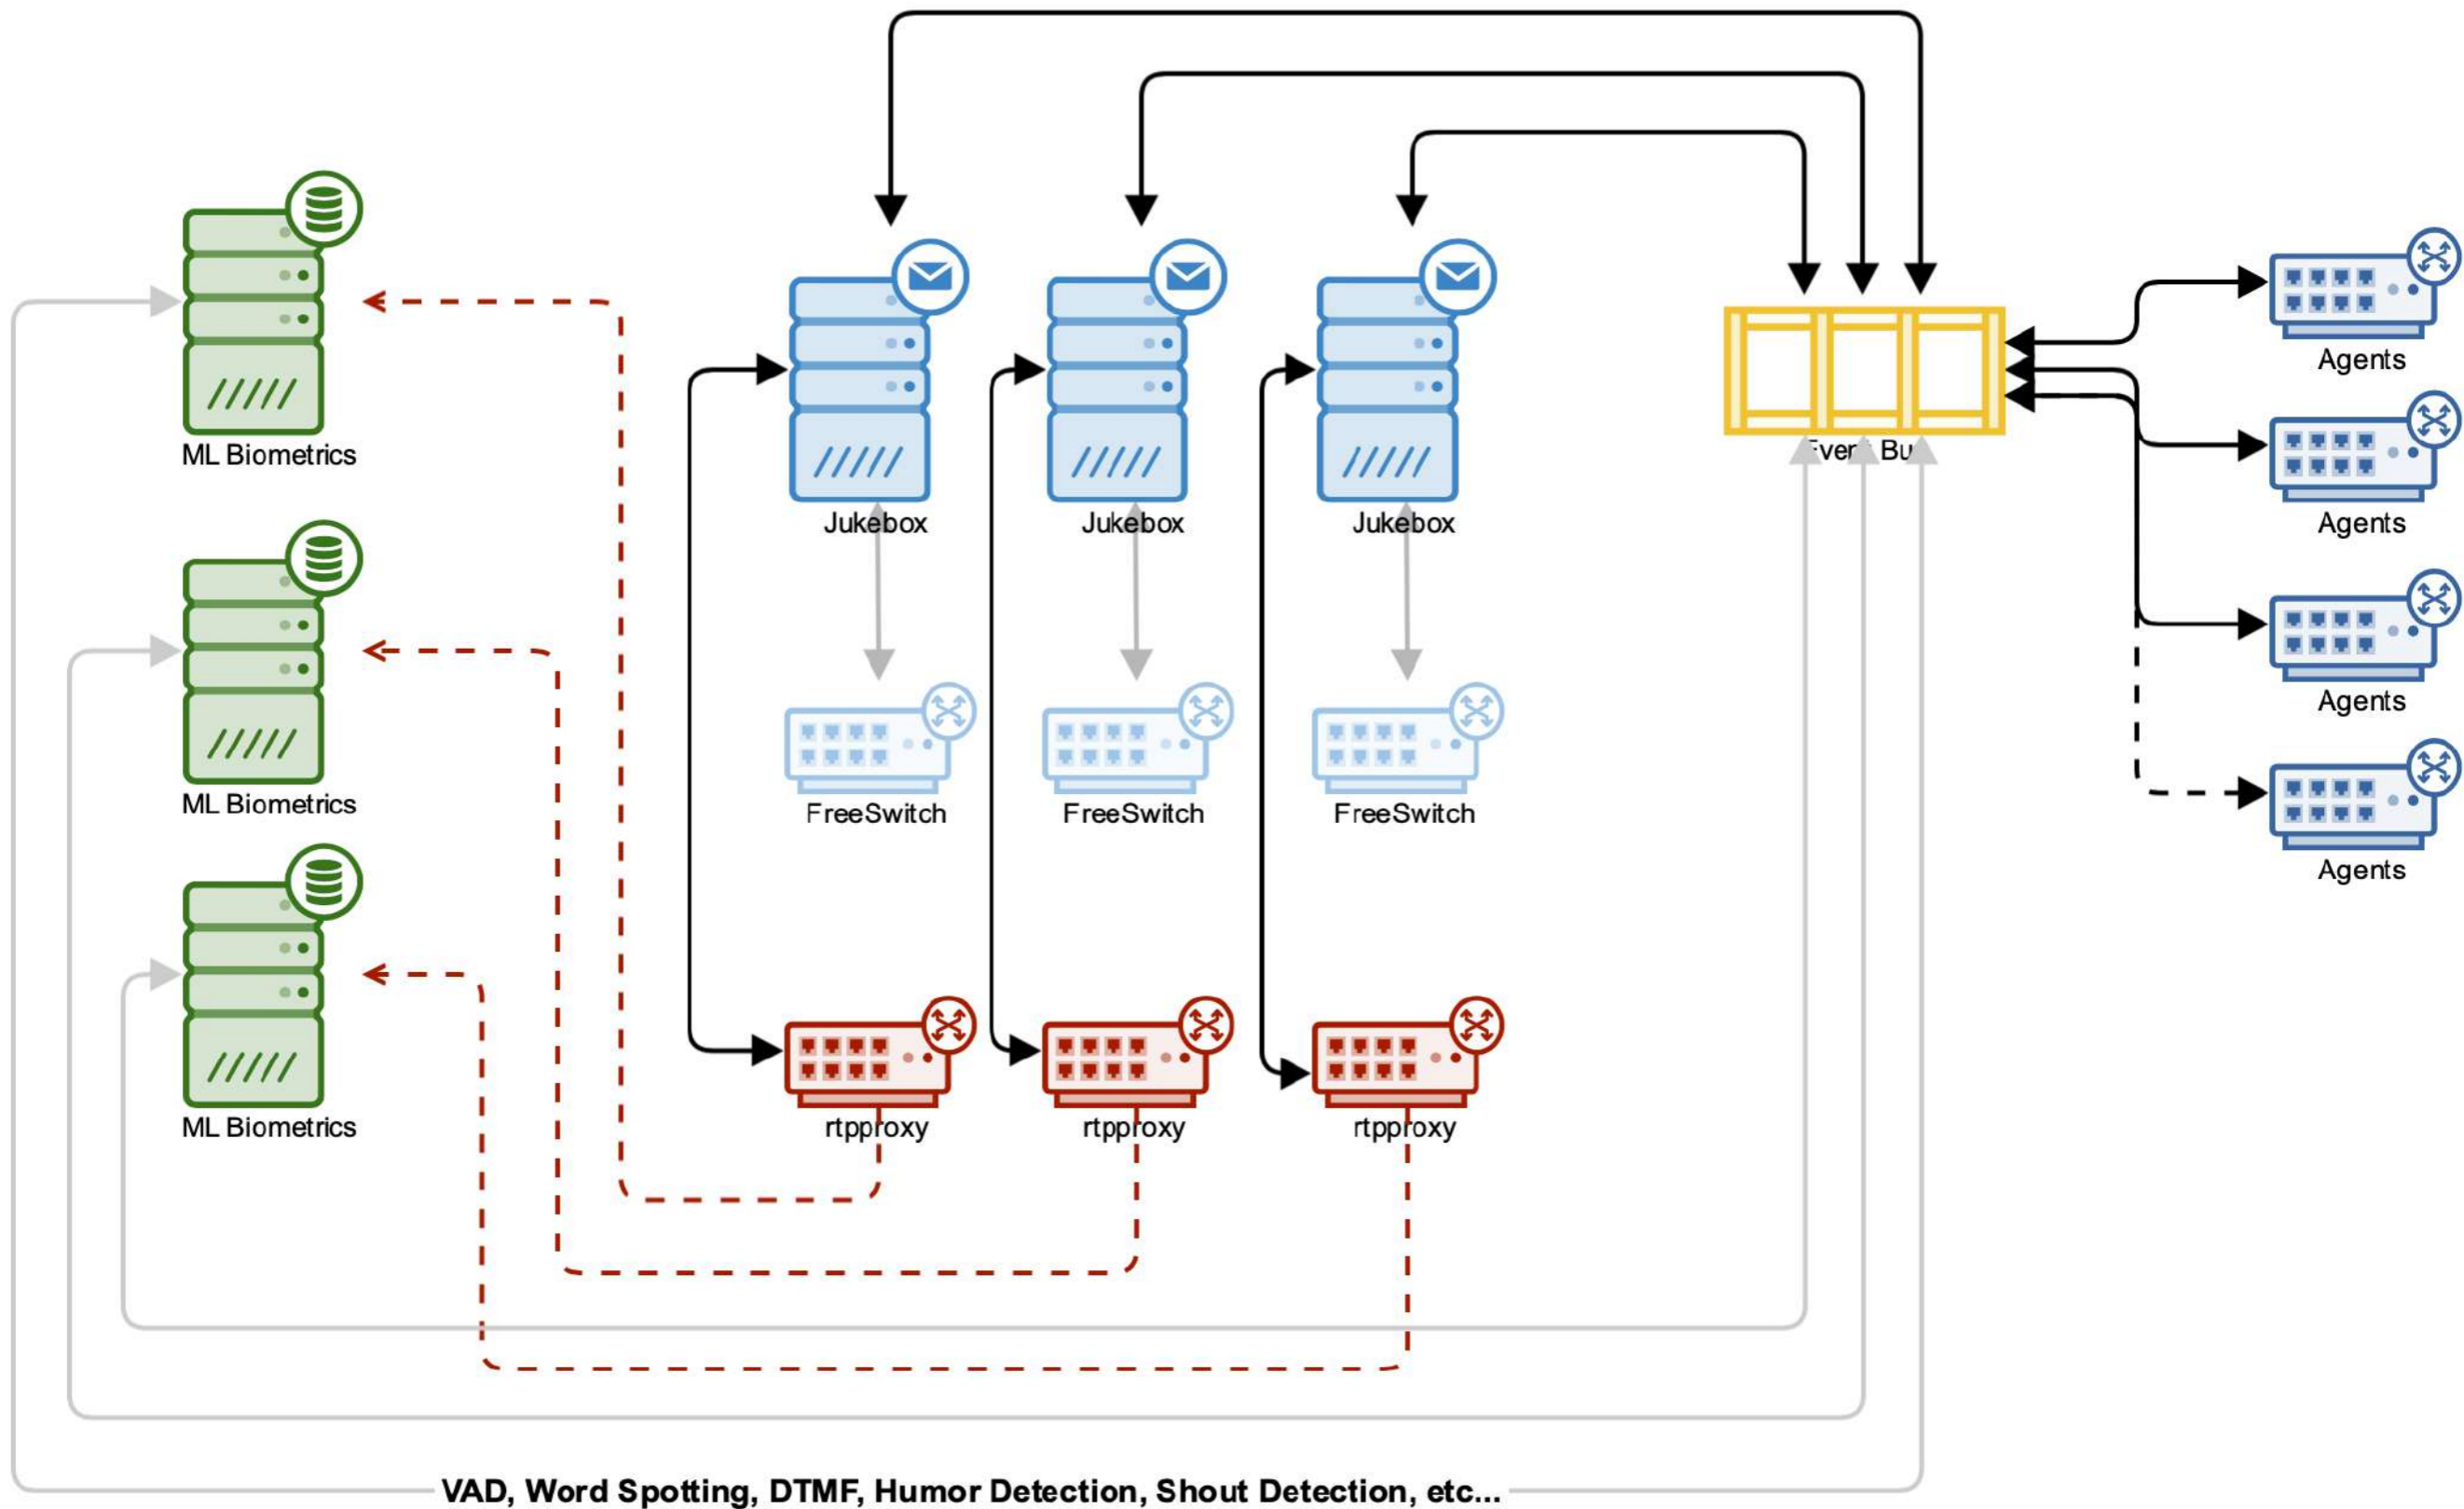 Agents
ML Biometrics
Jukebox
Jukebox
Jukebox
Agents
Agents
ML Biometrics
FreeSwitch
FreeSwitch
FreeSwitch
Agents
ML Biometrics
rtpproxy
rtpproxy
rtpproxy
VAD, Word Spotting, DTMF, Humor Detection, Shout Detection, etc...